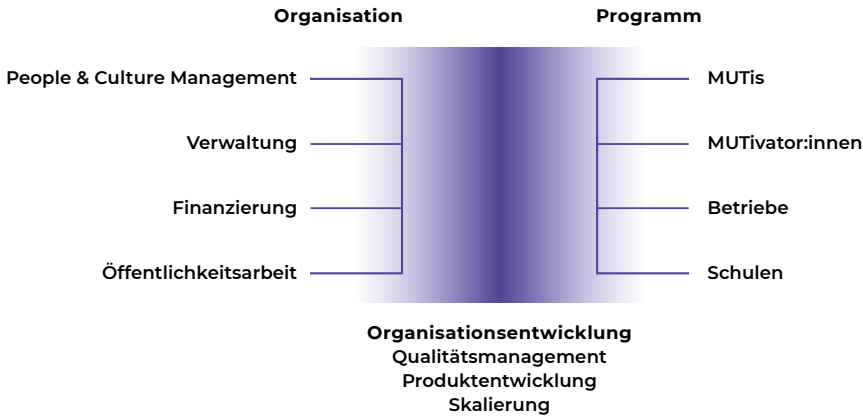 Organisation
Programm
People & Culture Management
MUTis
Verwaltung
MUTivator:innen
Finanzierung
Betriebe
Öffentlichkeitsarbeit
Schulen
Organisationsentwicklung
Qualitätsmanagement
Produktentwicklung
Skalierung